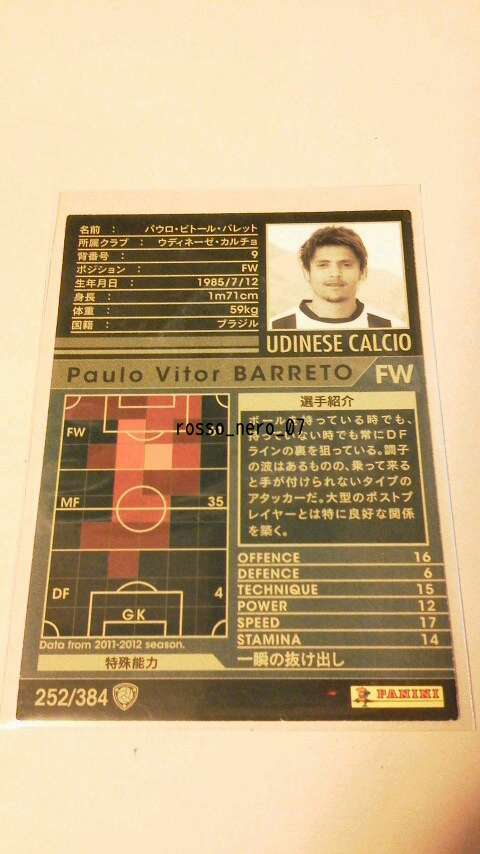 名前 : パウロ・ビトール・バレット
所属クラブ : ウディネーゼ・カルチョ
背番号 : 9
ポジション : FW
生年月日 : 1985/7/12
身長 : 1m71cm
体重 : 59kg
国籍 : ブラジル
UDINESE CALCIO
Paulo Vitor BARRETO FW
選手紹介
ボールを持っている時でも、
持っていない時でも常にDF
ラインの裏を狙っている。調子
の波はあるものの、乗って来る
と手が付けられないタイプの
アタッカーだ。大型のポストプ
レイヤーとは特に良好な関係
を築く。
rosso_nero_07
FW
MF 35
DF 4
GK
Data from 2011-2012 season.
OFFENCE 16
DEFENCE 6
TECHNIQUE 15
POWER 12
SPEED 17
STAMINA 14
特殊能力 一瞬の抜け出し
252/384
PANINI